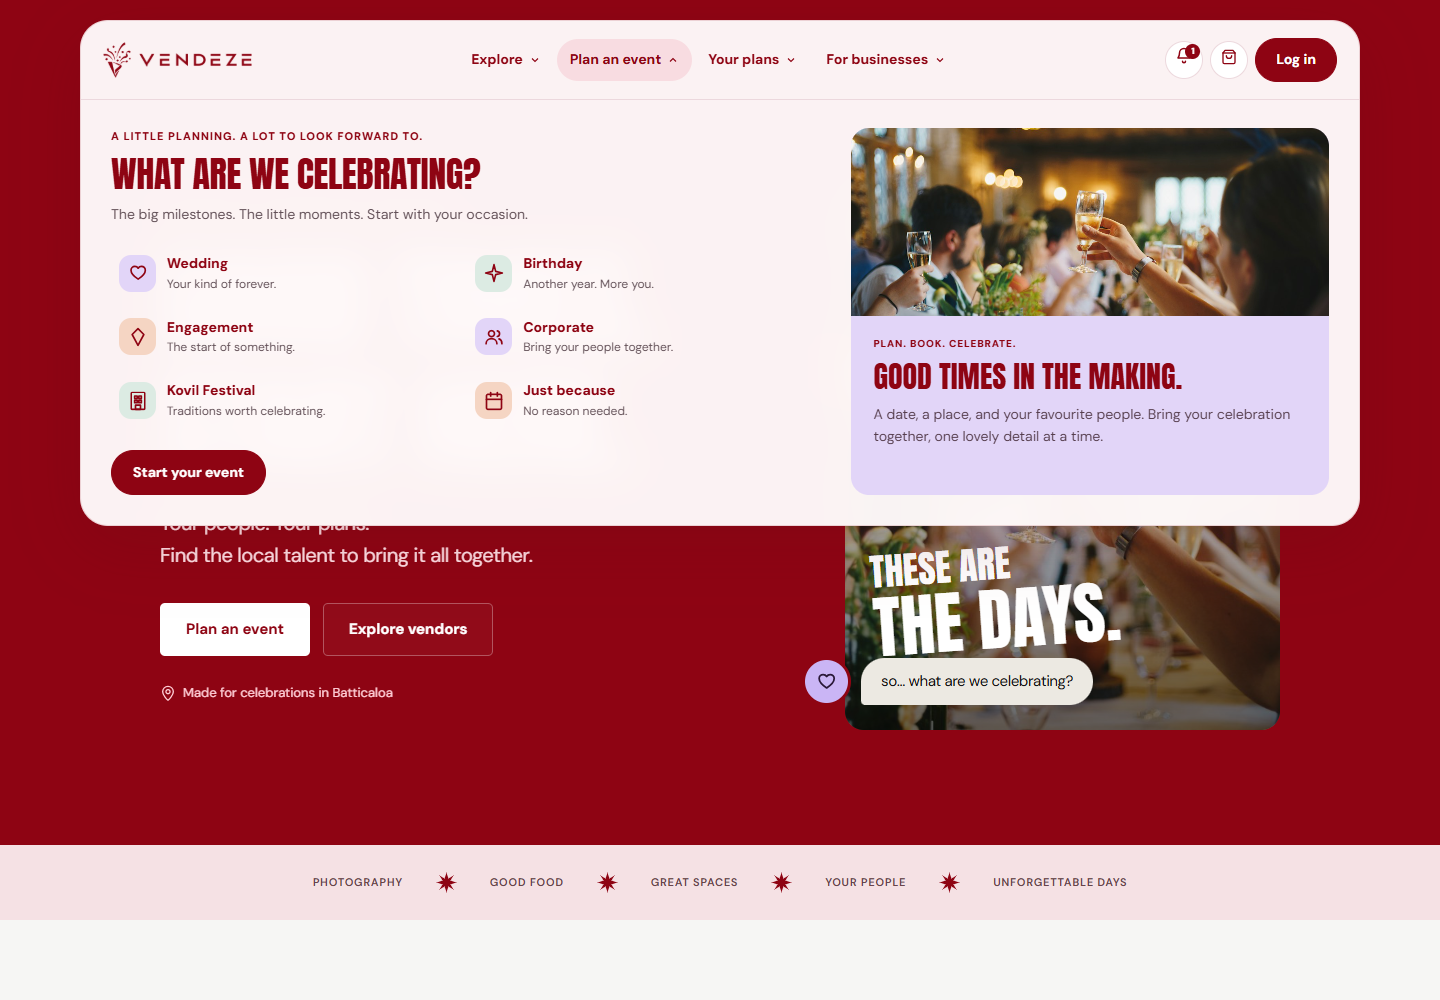 VENDEZE
Explore
Plan an event
Your plans
For businesses
1
Log in
A LITTLE PLANNING. A LOT TO LOOK FORWARD TO.
WHAT ARE WE CELEBRATING?
The big milestones. The little moments. Start with your occasion.
Wedding
Your kind of forever.
Birthday
Another year. More you.
Engagement
The start of something.
Corporate
Bring your people together.
Kovil Festival
Traditions worth celebrating.
Just because
No reason needed.
Start your event
PLAN. BOOK. CELEBRATE.
GOOD TIMES IN THE MAKING.
A date, a place, and your favourite people. Bring your celebration
together, one lovely detail at a time.
Your people. Your plans.
Find the local talent to bring it all together.
Plan an event
Explore vendors
Made for celebrations in Batticaloa
THESE ARE
THE DAYS.
so... what are we celebrating?
PHOTOGRAPHY
GOOD FOOD
GREAT SPACES
YOUR PEOPLE
UNFORGETTABLE DAYS